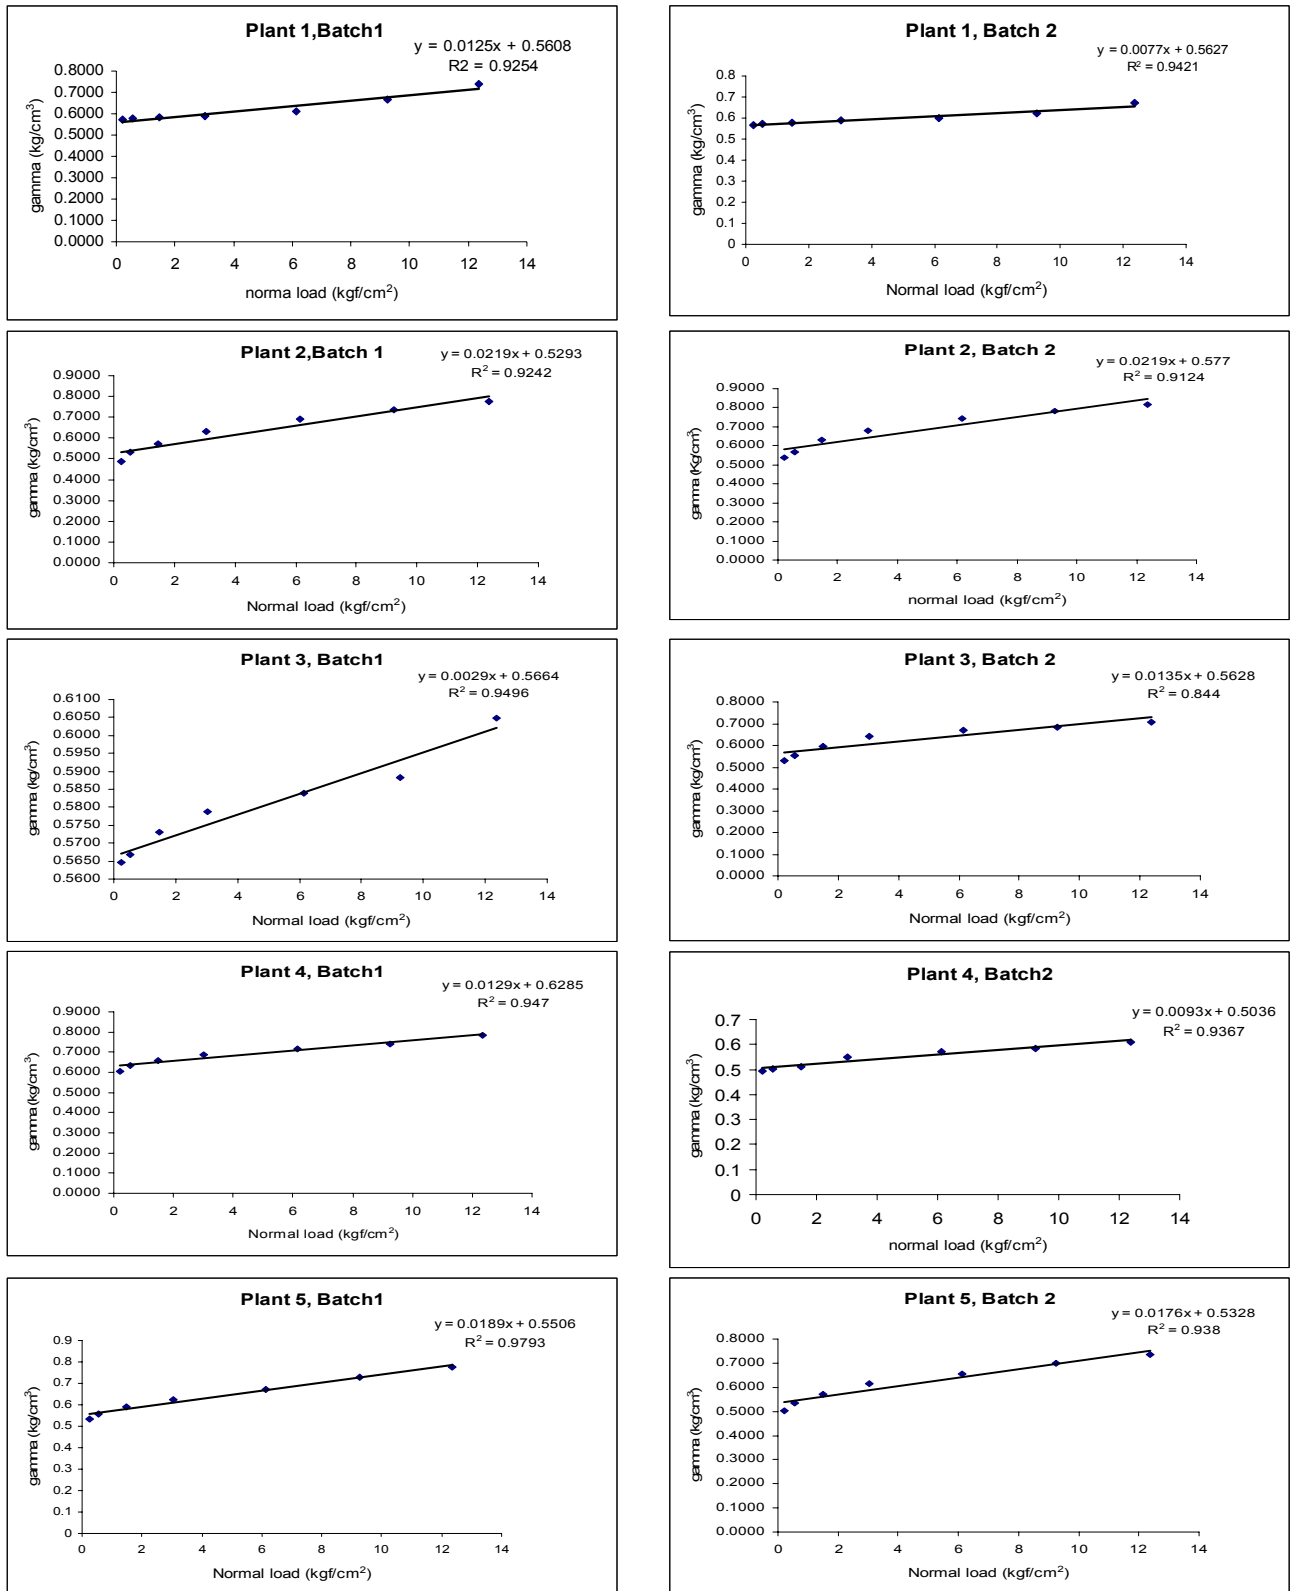 Plant 1,Batch1
y = 0.0125x + 0.5608
R2 = 0.9254
0.8000
0.7000
0.6000
0.5000
0.4000
0.3000
0.2000
0.1000
0.0000
gamma (kg/cm³)
0 2 4 6 8 10 12 14
norma load (kgf/cm²)
Plant 1, Batch 2
y = 0.0077x + 0.5627
R² = 0.9421
0.8
0.7
0.6
0.5
0.4
0.3
0.2
0.1
0
gamma (kg/cm³)
0 2 4 6 8 10 12 14
Normal load (kgf/cm²)
Plant 2,Batch 1
y = 0.0219x + 0.5293
R² = 0.9242
0.9000
0.8000
0.7000
0.6000
0.5000
0.4000
0.3000
0.2000
0.1000
0.0000
gamma (kg/cm³)
0 2 4 6 8 10 12 14
Normal load (kgf/cm²)
Plant 2, Batch 2
y = 0.0219x + 0.577
R² = 0.9124
0.9000
0.8000
0.7000
0.6000
0.5000
0.4000
0.3000
0.2000
0.1000
0.0000
gamma (Kg/cm³)
0 2 4 6 8 10 12 14
normal load (kgf/cm²)
Plant 3, Batch1
y = 0.0029x + 0.5664
R² = 0.9496
0.6100
0.6050
0.6000
0.5950
0.5900
0.5850
0.5800
0.5750
0.5700
0.5650
0.5600
gamma (kg/cm³)
0 2 4 6 8 10 12 14
Normal load (kgf/cm²)
Plant 3, Batch 2
y = 0.0135x + 0.5628
R² = 0.844
0.8000
0.7000
0.6000
0.5000
0.4000
0.3000
0.2000
0.1000
0.0000
gamma (kg/cm³)
0 2 4 6 8 10 12 14
Normal load (kgf/cm²)
Plant 4, Batch1
y = 0.0129x + 0.6285
R² = 0.947
0.9000
0.8000
0.7000
0.6000
0.5000
0.4000
0.3000
0.2000
0.1000
0.0000
gamma (kg/cm³)
0 2 4 6 8 10 12 14
Normal load (kgf/cm²)
Plant 4, Batch2
y = 0.0093x + 0.5036
R² = 0.9367
0.7
0.6
0.5
0.4
0.3
0.2
0.1
0
gamma (kg/cm³)
0 2 4 6 8 10 12 14
normal load (kgf/cm²)
Plant 5, Batch1
y = 0.0189x + 0.5506
R² = 0.9793
0.9
0.8
0.7
0.6
0.5
0.4
0.3
0.2
0.1
0
gamma (kg/cm³)
0 2 4 6 8 10 12 14
Normal load (kgf/cm²)
Plant 5, Batch 2
y = 0.0176x + 0.5328
R² = 0.938
0.8000
0.7000
0.6000
0.5000
0.4000
0.3000
0.2000
0.1000
0.0000
gamma (kg/cm³)
0 2 4 6 8 10 12 14
Normal load (kgf/cm²)